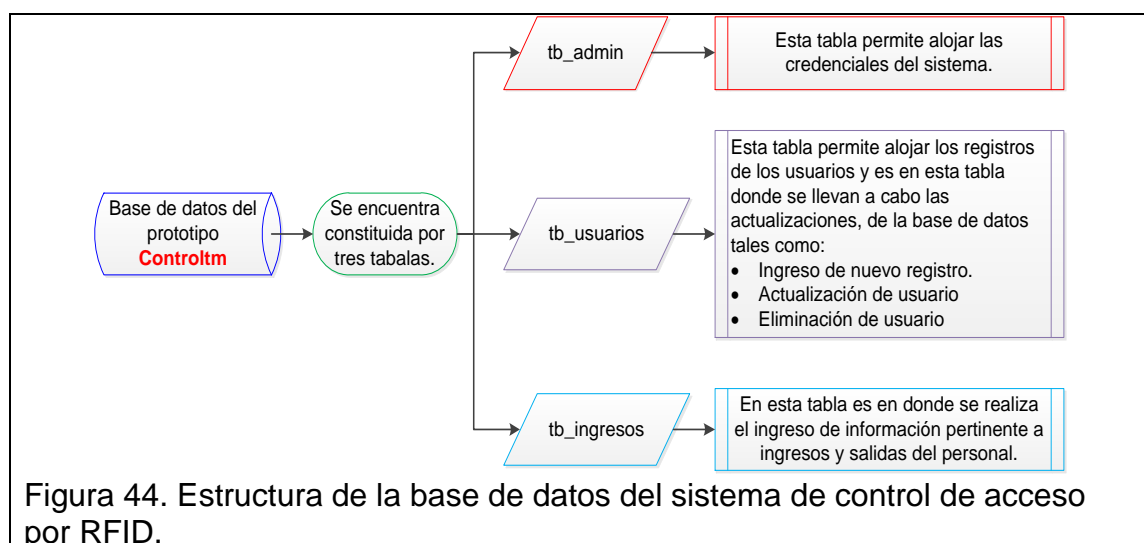 tb_admin
Esta tabla permite alojar las
credenciales del sistema.
Base de datos del
prototipo
Controltm
Se encuentra
constituida por
tres tabalas.
tb_usuarios
Esta tabla permite alojar los registros
de los usuarios y es en esta tabla
donde se llevan a cabo las
actualizaciones, de la base de datos
tales como:
• Ingreso de nuevo registro.
• Actualización de usuario
• Eliminación de usuario
tb_ingresos
En esta tabla es en donde se realiza
el ingreso de información pertinente a
ingresos y salidas del personal.
Figura 44. Estructura de la base de datos del sistema de control de acceso
por RFID.